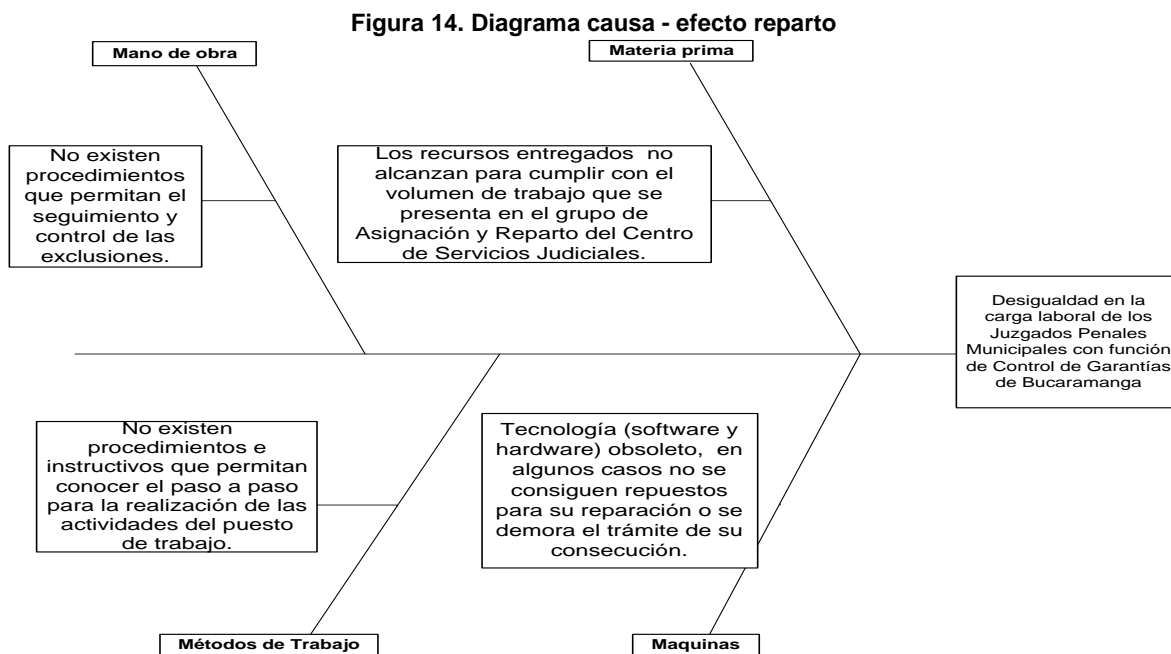 Figura 14. Diagrama causa - efecto reparto
Mano de obra
Materia prima
No existen
procedimientos
que permitan el
seguimiento y
control de las
exclusiones.
Los recursos entregados no
alcanzan para cumplir con el
volumen de trabajo que se
presenta en el grupo de
Asignación y Reparto del Centro
de Servicios Judiciales.
Desigualdad en la
carga laboral de los
Juzgados Penales
Municipales con función
de Control de Garantías
de Bucaramanga
No existen
procedimientos e
instructivos que permitan
conocer el paso a paso
para la realización de las
actividades del puesto
de trabajo.
Tecnología (software y
hardware) obsoleto, en
algunos casos no se
consiguen repuestos
para su reparación o se
demora el trámite de su
consecución.
Métodos de Trabajo
Maquinas